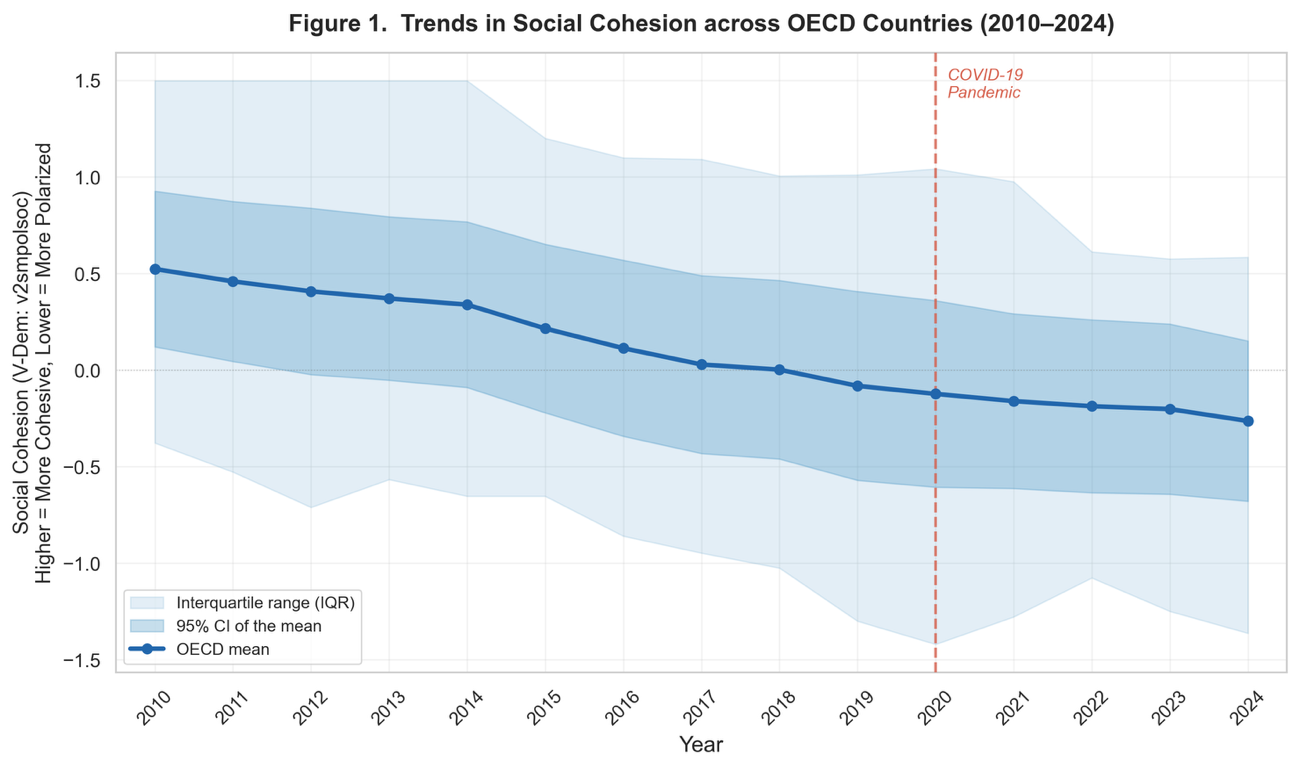 Figure 1.  Trends in Social Cohesion across OECD Countries (2010–2024)
Social Cohesion (V-Dem: v2smpolsoc)
Higher = More Cohesive, Lower = More Polarized
1.5
1.0
0.5
0.0
−0.5
−1.0
−1.5
COVID-19
Pandemic
Interquartile range (IQR)
95% CI of the mean
OECD mean
2010
2011
2012
2013
2014
2015
2016
2017
2018
2019
2020
2021
2022
2023
2024
Year